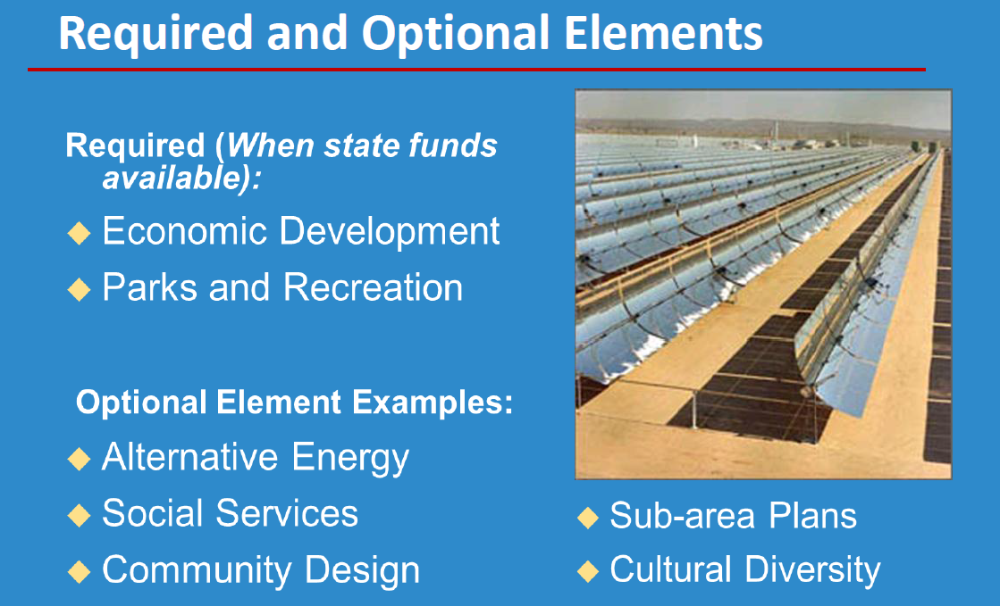 Required and Optional Elements
Required (When state funds
available):
Economic Development
Parks and Recreation
Optional Element Examples:
Alternative Energy
Social Services
Community Design
Sub-area Plans
Cultural Diversity